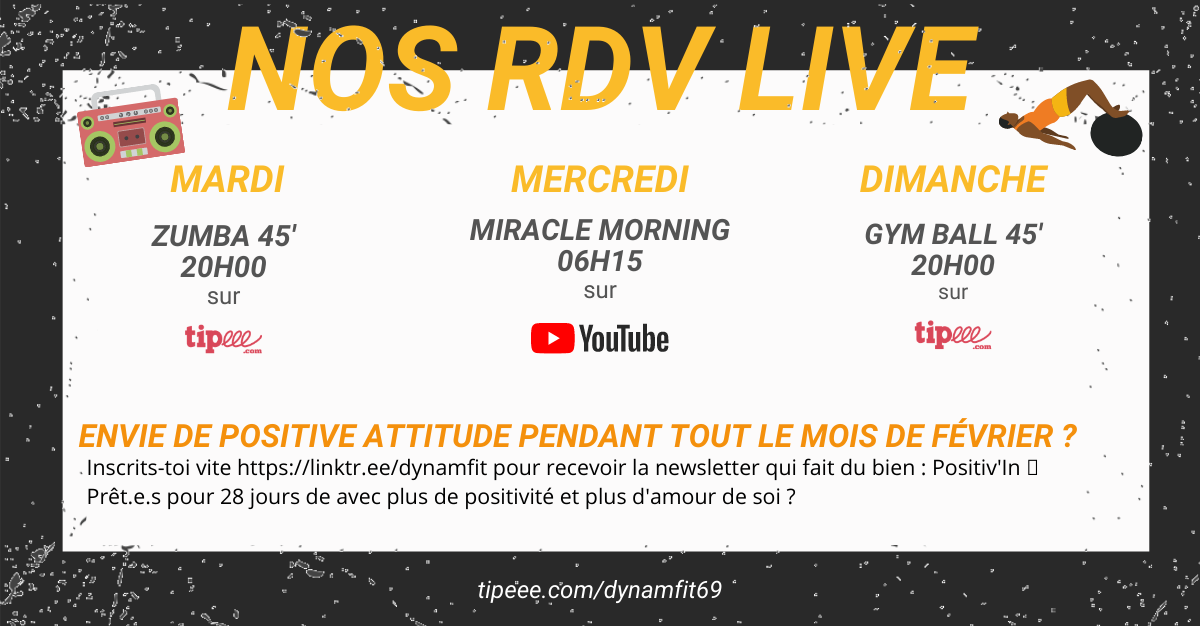 NOS RDV LIVE
MARDI
ZUMBA 45'
20H00
sur
tipeee.com
MERCREDI
MIRACLE MORNING
06H15
sur
YouTube
DIMANCHE
GYM BALL 45'
20H00
sur
tipeee.com
ENVIE DE POSITIVE ATTITUDE PENDANT TOUT LE MOIS DE FÉVRIER ?
Inscrits-toi vite https://linktr.ee/dynamfit pour recevoir la newsletter qui fait du bien : Positiv'In
Prêt.e.s pour 28 jours de avec plus de positivité et plus d'amour de soi ?
tipeee.com/dynamfit69